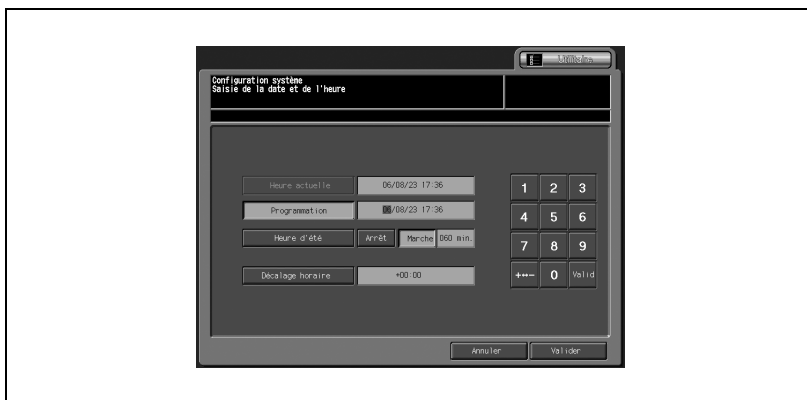 Utilitaire
Configuration système
Saisie de la date et de l'heure
Heure actuelle 06/08/23 17:36 1 2 3
Programmation 06/08/23 17:36 4 5 6
Heure d'été Arrêt Marche 060 min. 7 8 9
Décalage horaire +00:00 +↔− 0 Valid
Annuler Valider